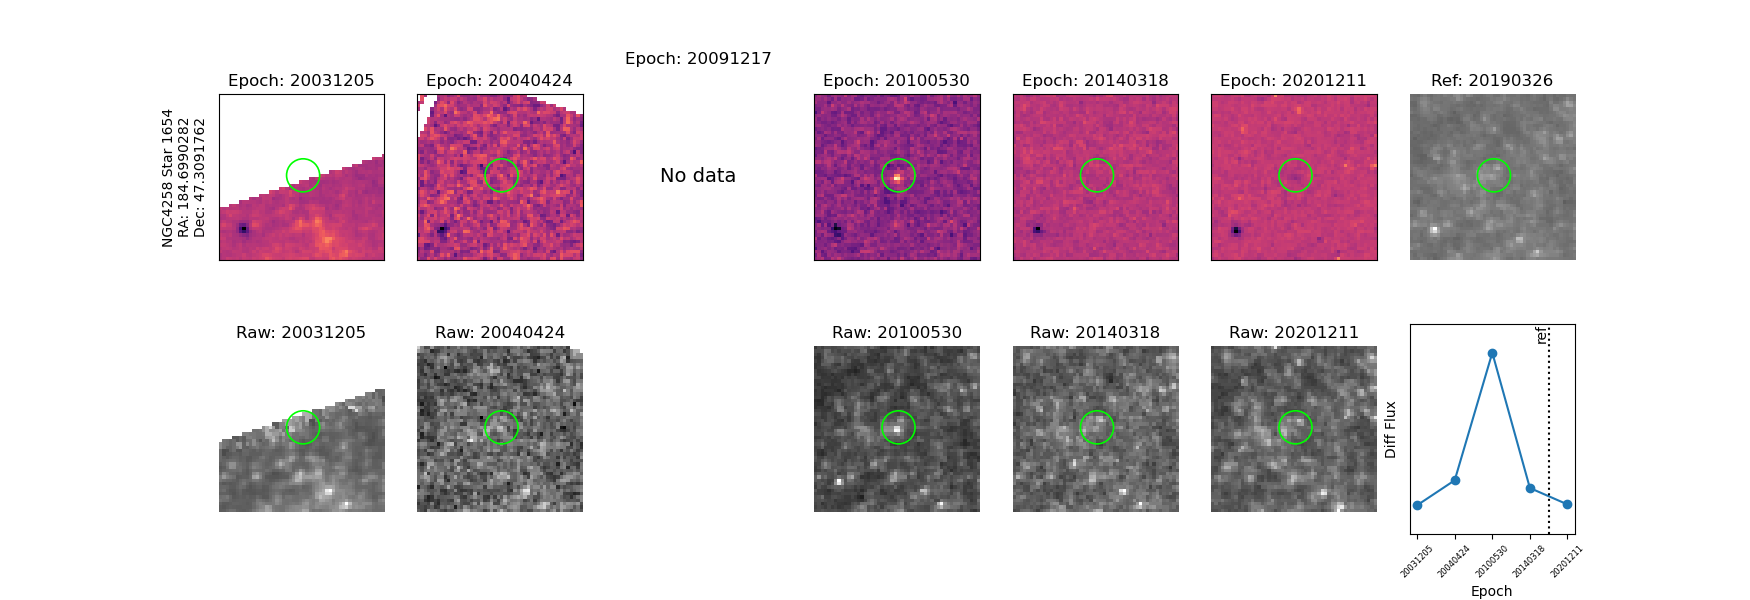 Epoch: 20091217
Epoch: 20031205
Epoch: 20040424
Epoch: 20100530
Epoch: 20140318
Epoch: 20201211
Ref: 20190326
NGC4258 Star 1654
RA: 184.6990282
Dec: 47.3091762
No data
Raw: 20031205
Raw: 20040424
Raw: 20100530
Raw: 20140318
Raw: 20201211
ref
Diff Flux
20031205
20040424
20100530
20140318
20201211
Epoch